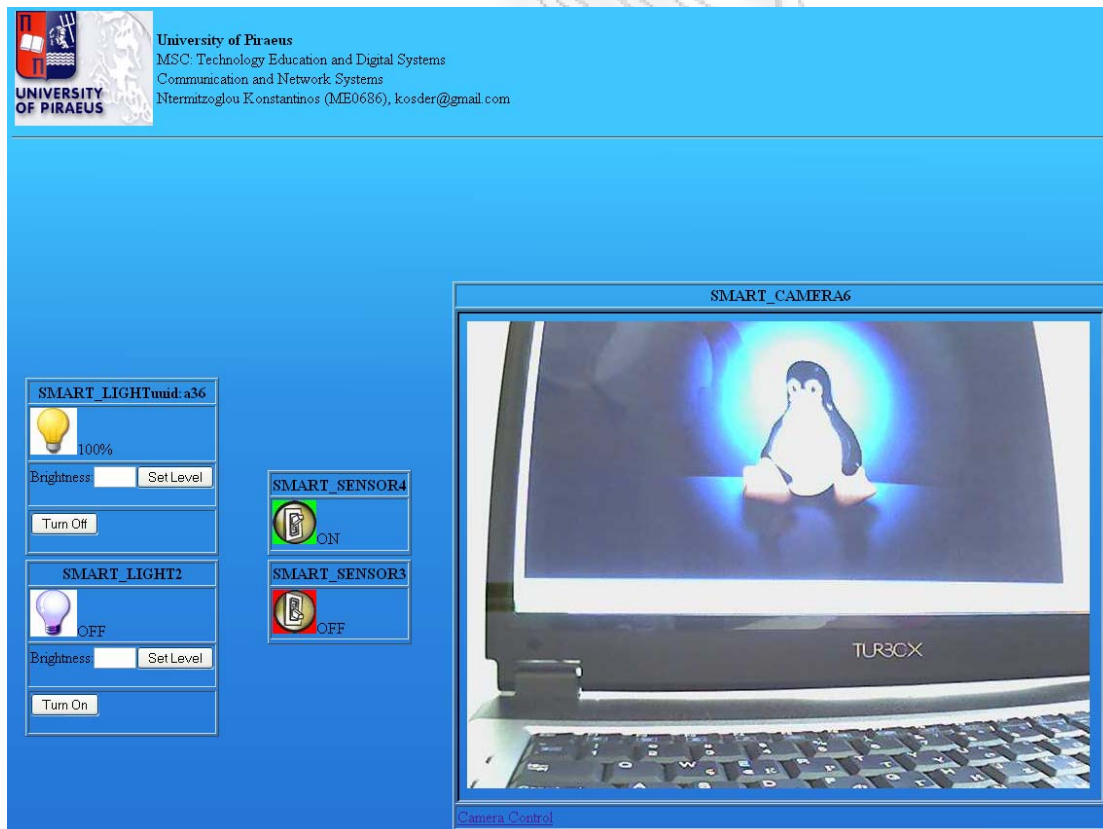 Π
Π
UNIVERSITY
OF PIRAEUS
University of Piraeus
MSC: Technology Education and Digital Systems
Communication and Network Systems
Ntermitzoglou Konstantinos (ME0686), kosder@gmail.com
SMART_CAMERA6
TURBOX
Camera Control
SMART_LIGHTuuid:a36
100%
Brightness: Set Level
Turn Off
SMART_LIGHT2
OFF
Brightness: Set Level
Turn On
SMART_SENSOR4
ON
SMART_SENSOR3
OFF